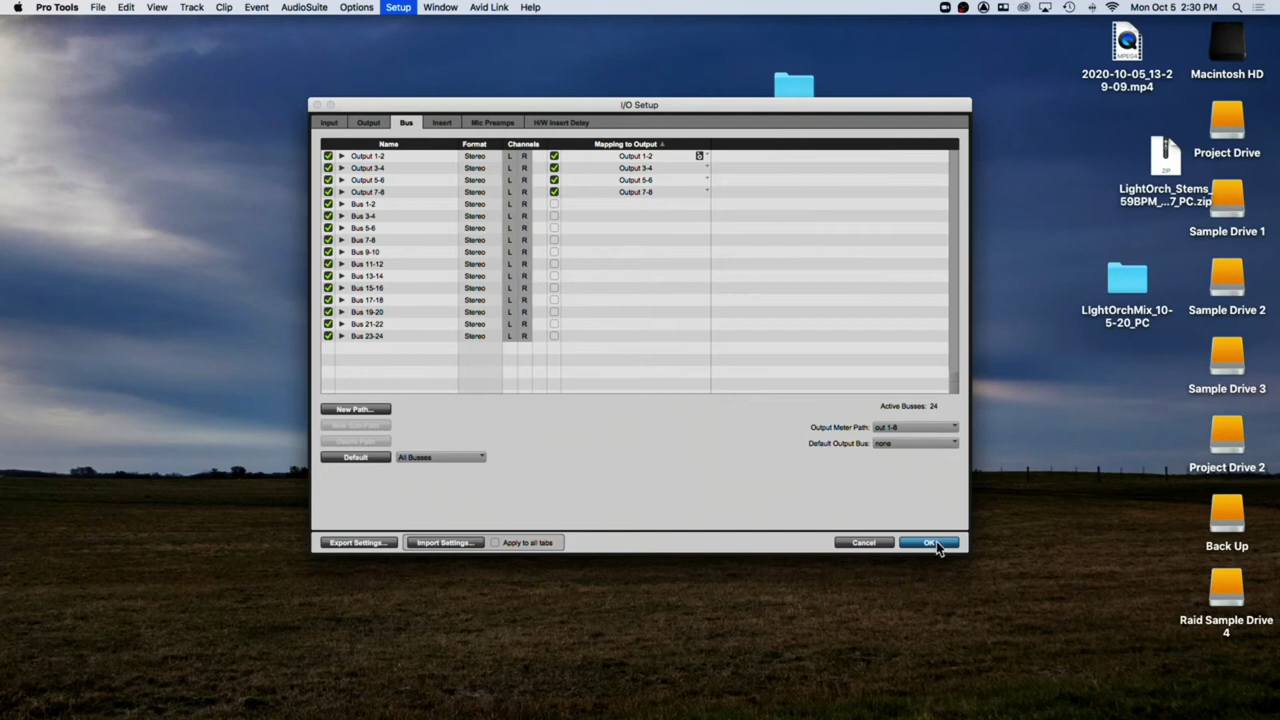 Pro Tools File Edit View Track Clip Event AudioSuite Options Setup Window Avid Link Help Mon Oct 5 2:30 PM
2020-10-05_13-2
9-09.mp4
Macintosh HD
Project Drive
ZIP
LightOrch_Stems_
59BPM_...7_PC.zip
Sample Drive 1
LIghtOrchMix_10-
5-20_PC
Sample Drive 2
Sample Drive 3
Project Drive 2
Back Up
Raid Sample Drive
4
I/O Setup
Input Output Bus Insert Mic Preamps H/W Insert Delay
Name Format Channels Mapping to Output
Output 1-2 Stereo L R Output 1-2
Output 3-4 Stereo L R Output 3-4
Output 5-6 Stereo L R Output 5-6
Output 7-8 Stereo L R Output 7-8
Bus 1-2 Stereo L R
Bus 3-4 Stereo L R
Bus 5-6 Stereo L R
Bus 7-8 Stereo L R
Bus 9-10 Stereo L R
Bus 11-12 Stereo L R
Bus 13-14 Stereo L R
Bus 15-16 Stereo L R
Bus 17-18 Stereo L R
Bus 19-20 Stereo L R
Bus 21-22 Stereo L R
Bus 23-24 Stereo L R
New Path... Active Busses: 24
New Sub-Path
Delete Path
Output Meter Path: out 1-8
Default Output Bus: none
Default All Busses
Export Settings... Import Settings... Apply to all tabs Cancel OK